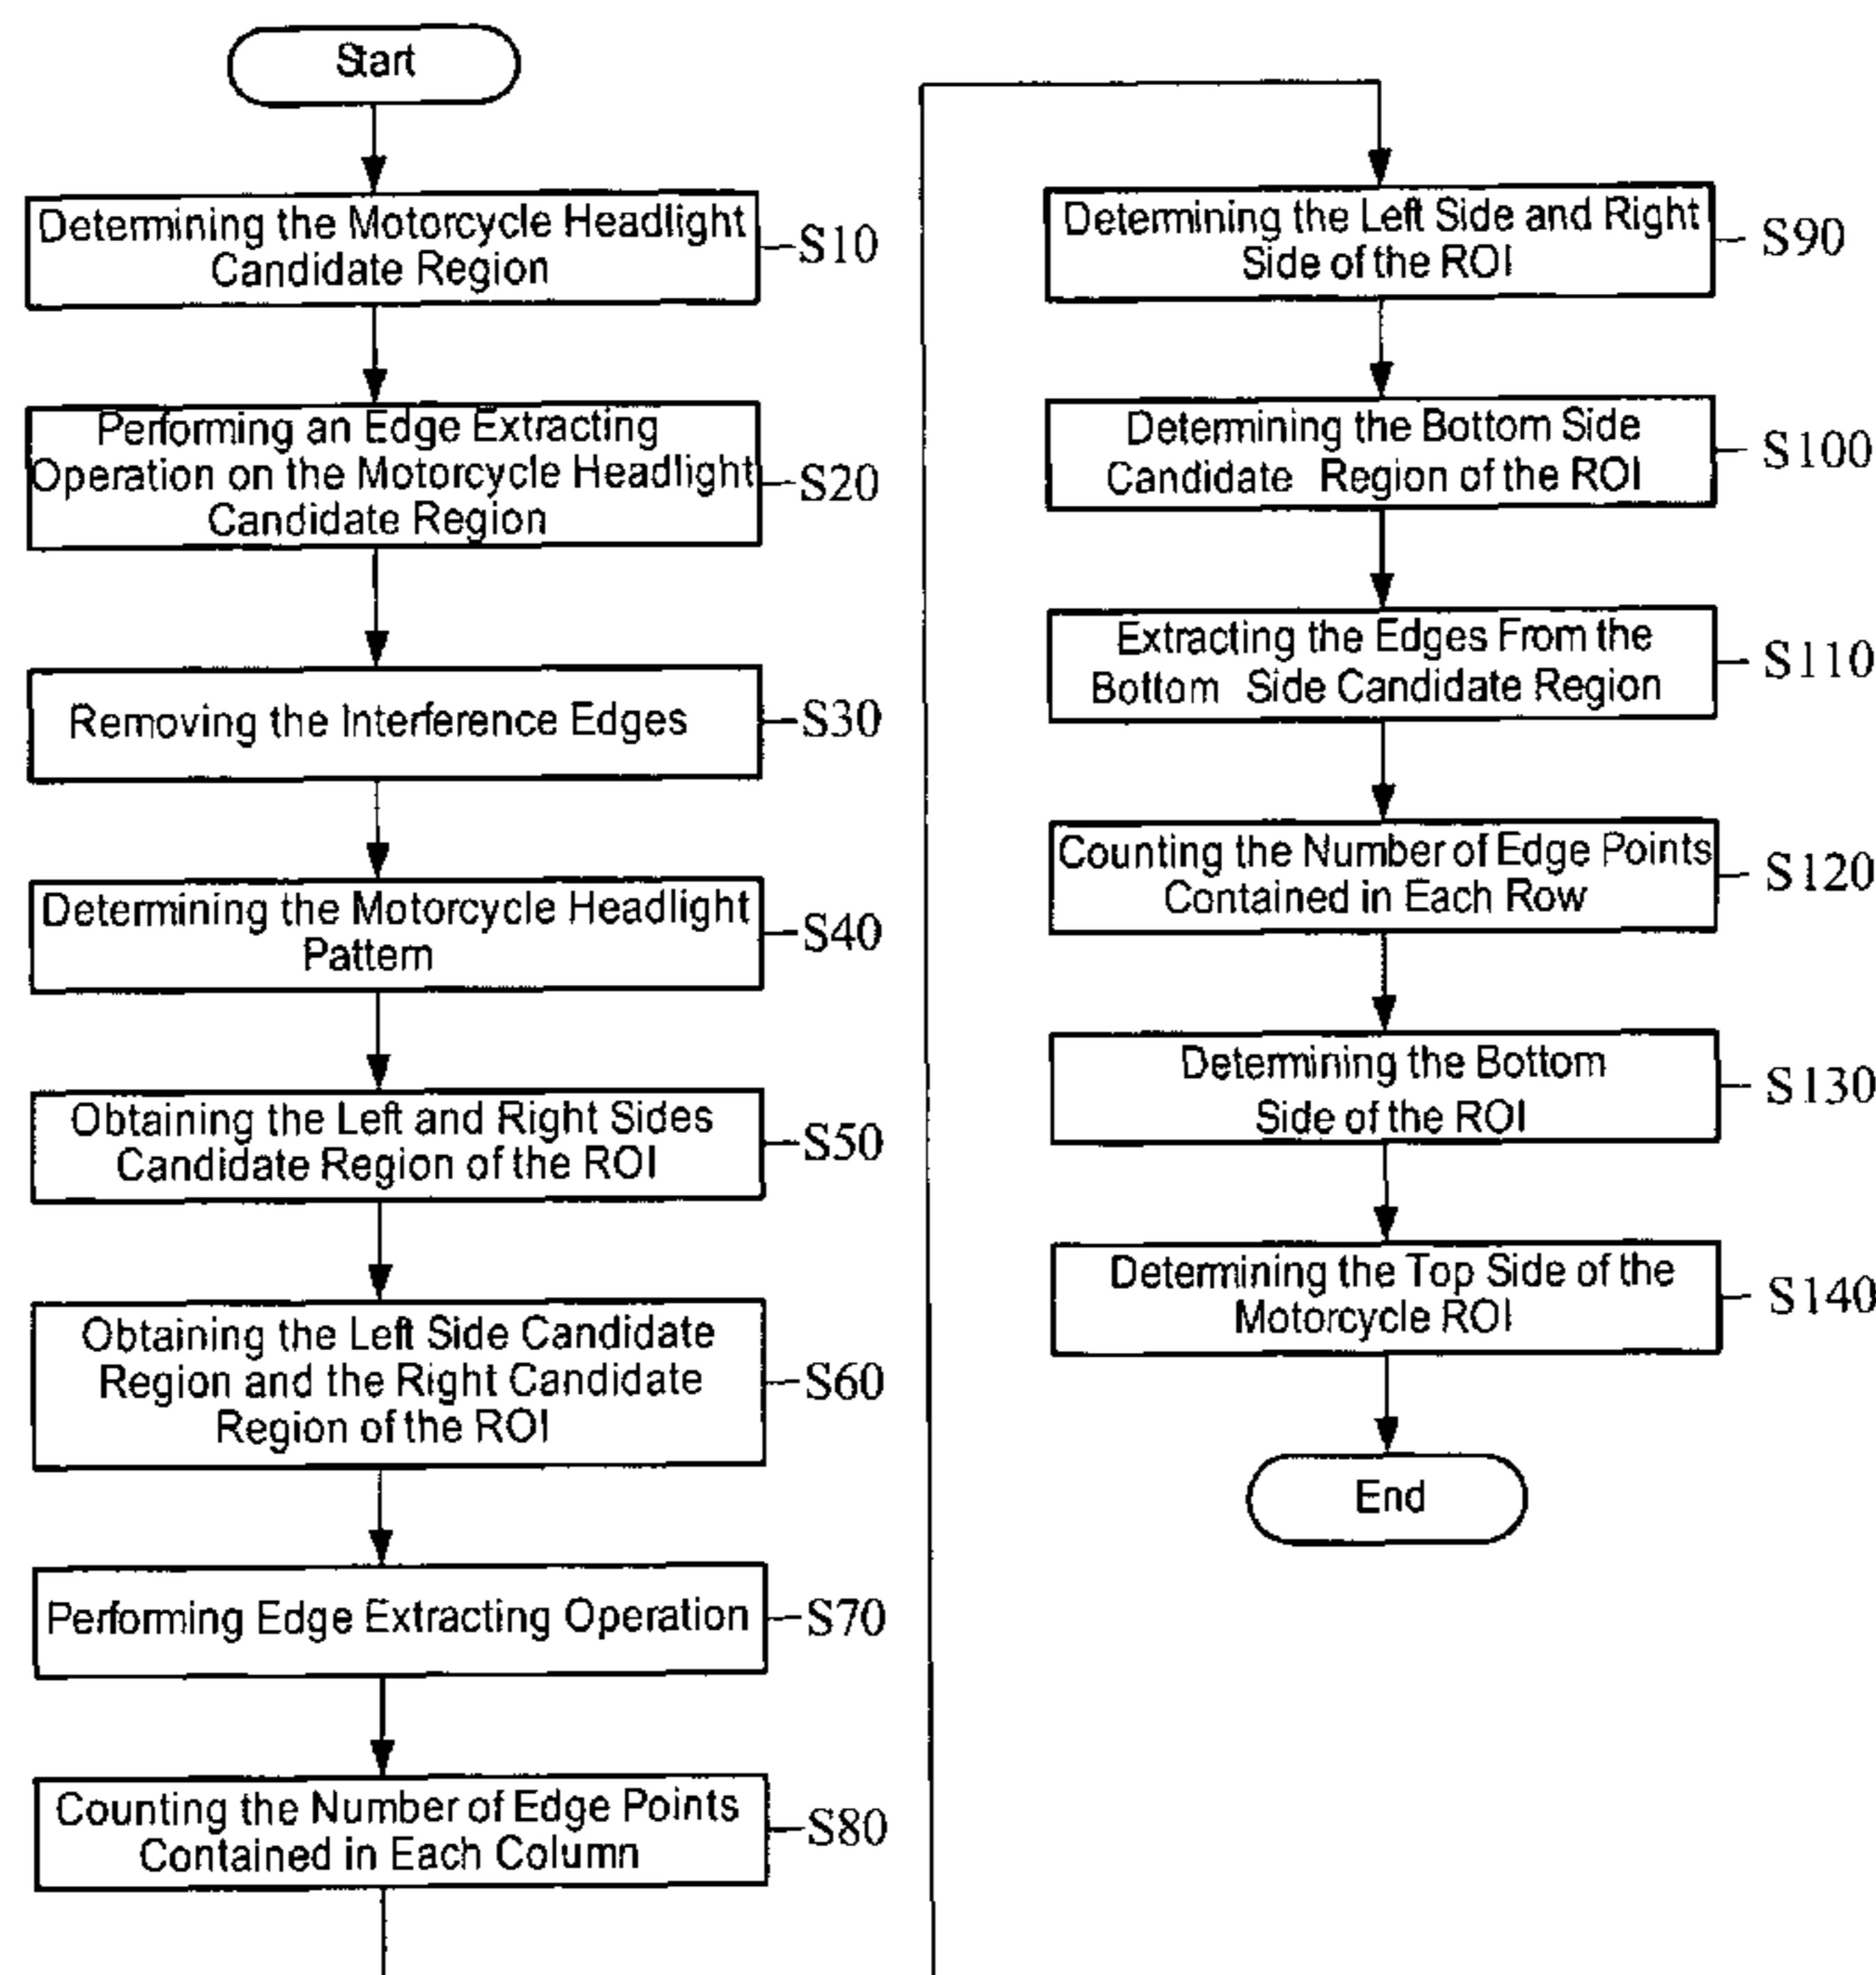 Start
Determining the Motorcycle Headlight
Candidate Region
S10
Performing an Edge Extracting
Operation on the Motorcycle Headlight
Candidate Region
S20
Removing the Interference Edges
S30
Determining the Motorcycle Headlight
Pattern
S40
Obtaining the Left and Right Sides
Candidate Region of the ROI
S50
Obtaining the Left Side Candidate
Region and the Right Candidate
Region of the ROI
S60
Performing Edge Extracting Operation
S70
Counting the Number of Edge Points
Contained in Each Column
S80
Determining the Left Side and Right
Side of the ROI
S90
Determining the Bottom Side
Candidate Region of the ROI
S100
Extracting the Edges From the
Bottom Side Candidate Region
S110
Counting the Number of Edge Points
Contained in Each Row
S120
Determining the Bottom
Side of the ROI
S130
Determining the Top Side of the
Motorcycle ROI
S140
End